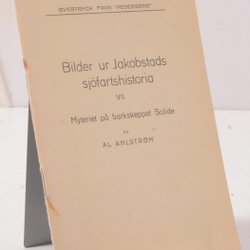 ÖVERTRYCK FRÅN "PEDERSÖRE"
Bilder ur Jakobstads
sjöfartshistoria
VII
Myteriet på barkskeppet Solide
AV
AL. AHLSTRÖM